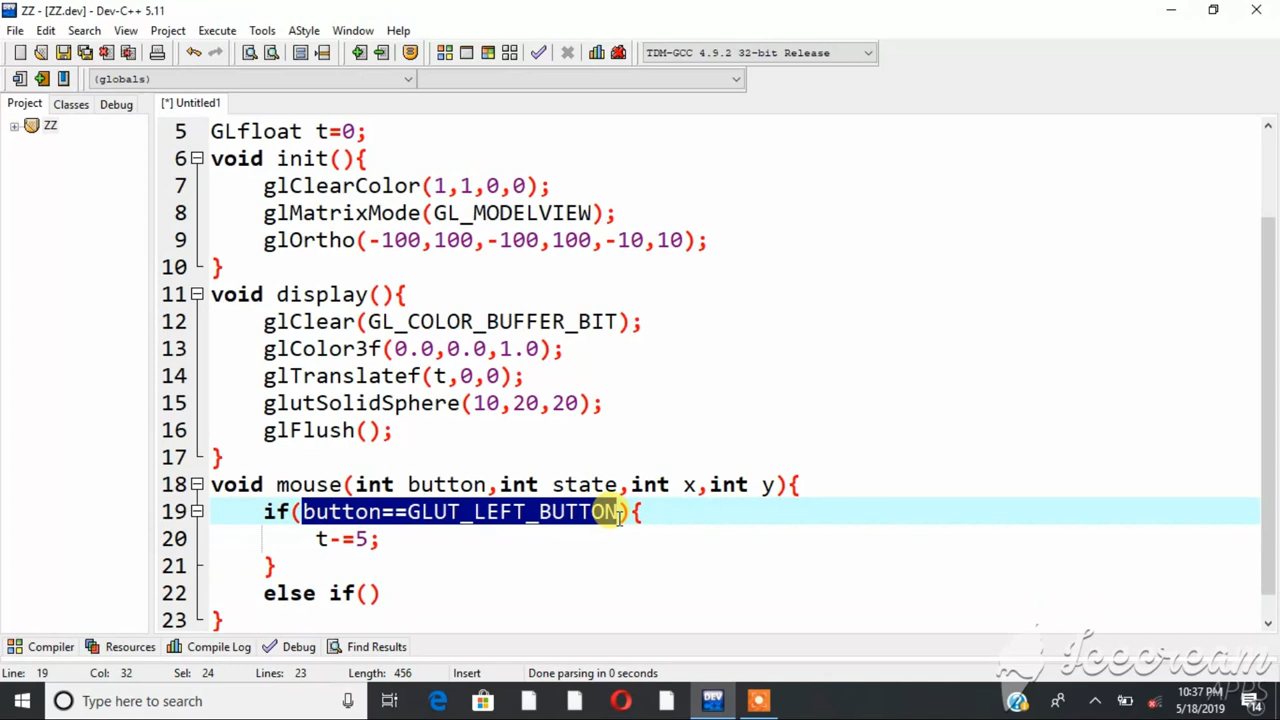 ZZ - [ZZ.dev] - Dev-C++ 5.11
File Edit Search View Project Execute Tools AStyle Window Help
TDM-GCC 4.9.2 32-bit Release
(globals)
Project Classes Debug [*] Untitled1
ZZ
5 GLfloat t=0;
6 void init(){
7 glClearColor(1,1,0,0);
8 glMatrixMode(GL_MODELVIEW);
9 glOrtho(-100,100,-100,100,-10,10);
10 }
11 void display(){
12 glClear(GL_COLOR_BUFFER_BIT);
13 glColor3f(0.0,0.0,1.0);
14 glTranslatef(t,0,0);
15 glutSolidSphere(10,20,20);
16 glFlush();
17 }
18 void mouse(int button,int state,int x,int y){
19 if(button==GLUT_LEFT_BUTTON){
20 t-=5;
21 }
22 else if()
23 }
Compiler Resources Compile Log Debug Find Results
Line: 19 Col: 32 Sel: 24 Lines: 23 Length: 456 Insert Done parsing in 0 seconds
Icecream
APPS
Type here to search
10:37 PM
5/18/2019
14